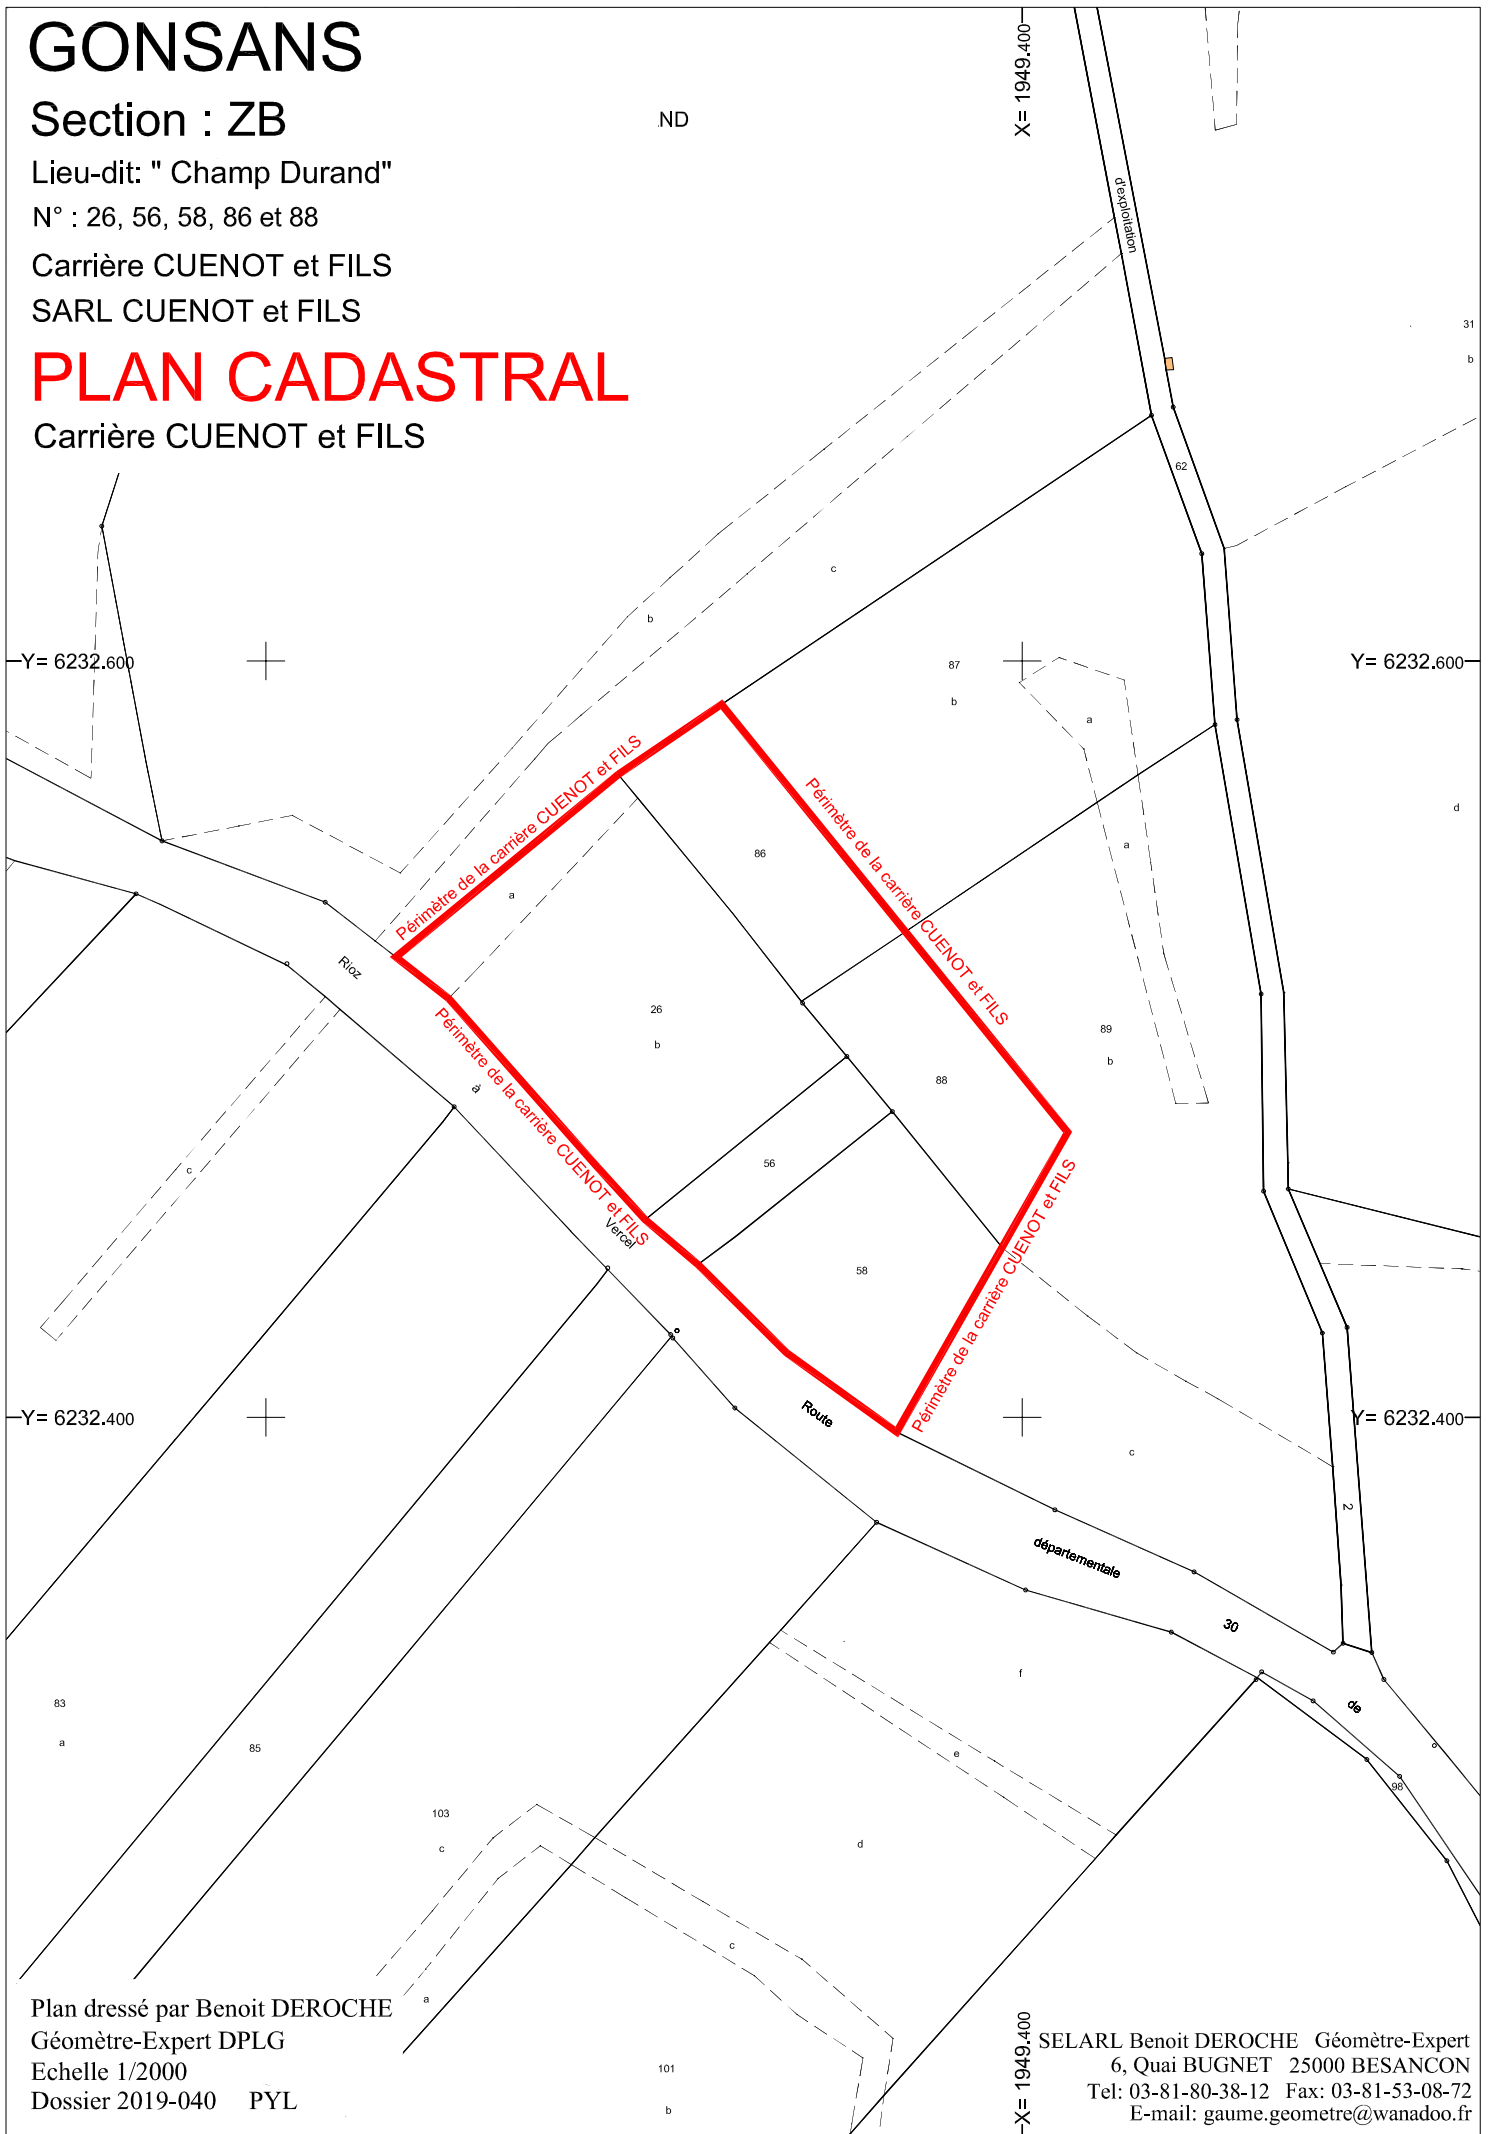 GONSANS
Section : ZB
Lieu-dit: " Champ Durand"
N° : 26, 56, 58, 86 et 88
Carrière CUENOT et FILS
SARL CUENOT et FILS
PLAN CADASTRAL
Carrière CUENOT et FILS
ND
X= 1949.400
d'exploitation
31
b
62
c
b
Y= 6232.600
Y= 6232.600
87
b
a
d
a
86
a
Périmètre de la carrière CUENOT et FILS
Périmètre de la carrière CUENOT et FILS
Rioz
26
b
89
b
88
à
Périmètre de la carrière CUENOT et FILS
56
c
Vercel
58
Périmètre de la carrière CUENOT et FILS
Y= 6232.400
Y= 6232.400
Route
c
2
départementale
30
f
de
83
a
85
e
98
103
c
d
c
a
101
b
Plan dressé par Benoit DEROCHE
Géomètre-Expert DPLG
Echelle 1/2000
Dossier 2019-040 PYL
X= 1949.400
SELARL Benoit DEROCHE Géomètre-Expert
6, Quai BUGNET 25000 BESANCON
Tel: 03-81-80-38-12 Fax: 03-81-53-08-72
E-mail: gaume.geometre@wanadoo.fr